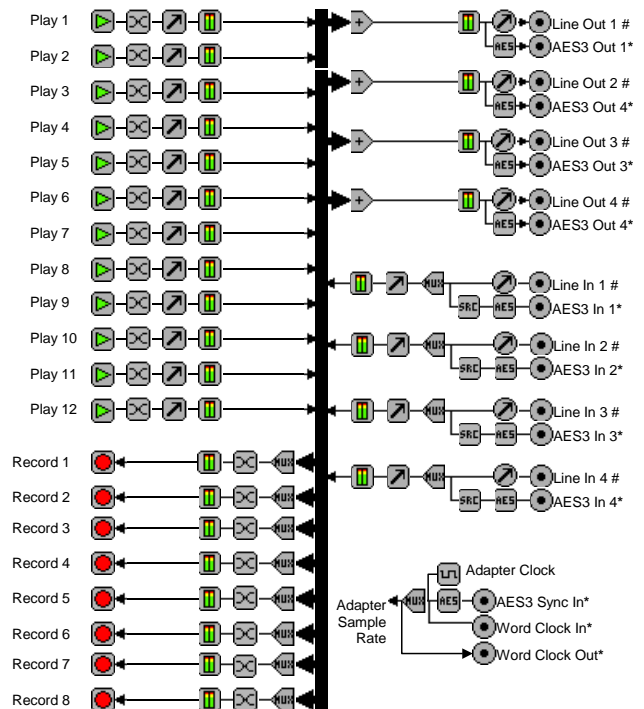 Play 1
Play 2
Play 3
Play 4
Play 5
Play 6
Play 7
Play 8
Play 9
Play 10
Play 11
Play 12
Record 1
Record 2
Record 3
Record 4
Record 5
Record 6
Record 7
Record 8
MUX
MUX
MUX
MUX
MUX
MUX
MUX
MUX
+
Line Out 1 #
AES AES3 Out 1*
+
Line Out 2 #
AES AES3 Out 4*
+
Line Out 3 #
AES AES3 Out 3*
+
Line Out 4 #
AES AES3 Out 4*
MUX Line In 1 #
SRC AES AES3 In 1*
MUX Line In 2 #
SRC AES AES3 In 2*
MUX Line In 3 #
SRC AES AES3 In 3*
MUX Line In 4 #
SRC AES AES3 In 4*
Adapter Clock
Adapter
Sample
Rate
MUX AES AES3 Sync In*
Word Clock In*
Word Clock Out*